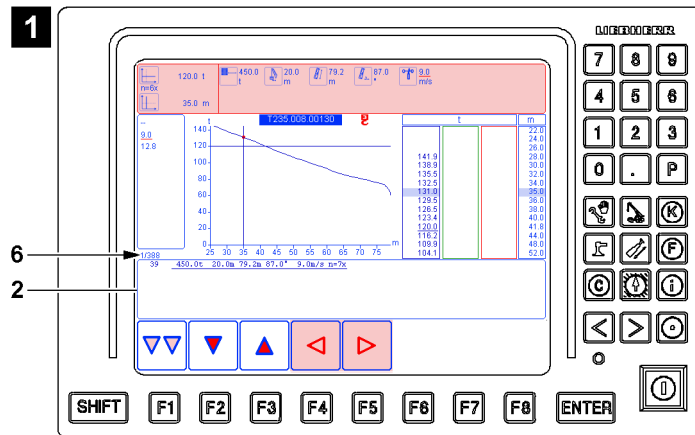 1
LIEBHERR
n=6x
120.0 t
450.0 t
20.0 m
79.2 m
87.0 °
9.0 m/s
35.0 m
--
9.0
12.8
T235.008.00130
t
140
120
100
80
60
40
20
0
25 30 35 40 45 50 55 60 65 70 75
m
t
141.9
138.9
135.5
132.5
131.0
129.5
126.5
123.4
120.0
116.2
109.9
104.1
m
22.0
24.0
26.0
28.0
30.0
32.0
34.0
35.0
36.0
38.0
40.0
41.8
44.0
48.0
52.0
6
1/388
39 450.0t 20.0m 79.2m 87.0° 9.0m/s n=7x
2
7 8 9
4 5 6
1 2 3
0 . P
K
F
C i
< >
SHIFT F1 F2 F3 F4 F5 F6 F7 F8 ENTER